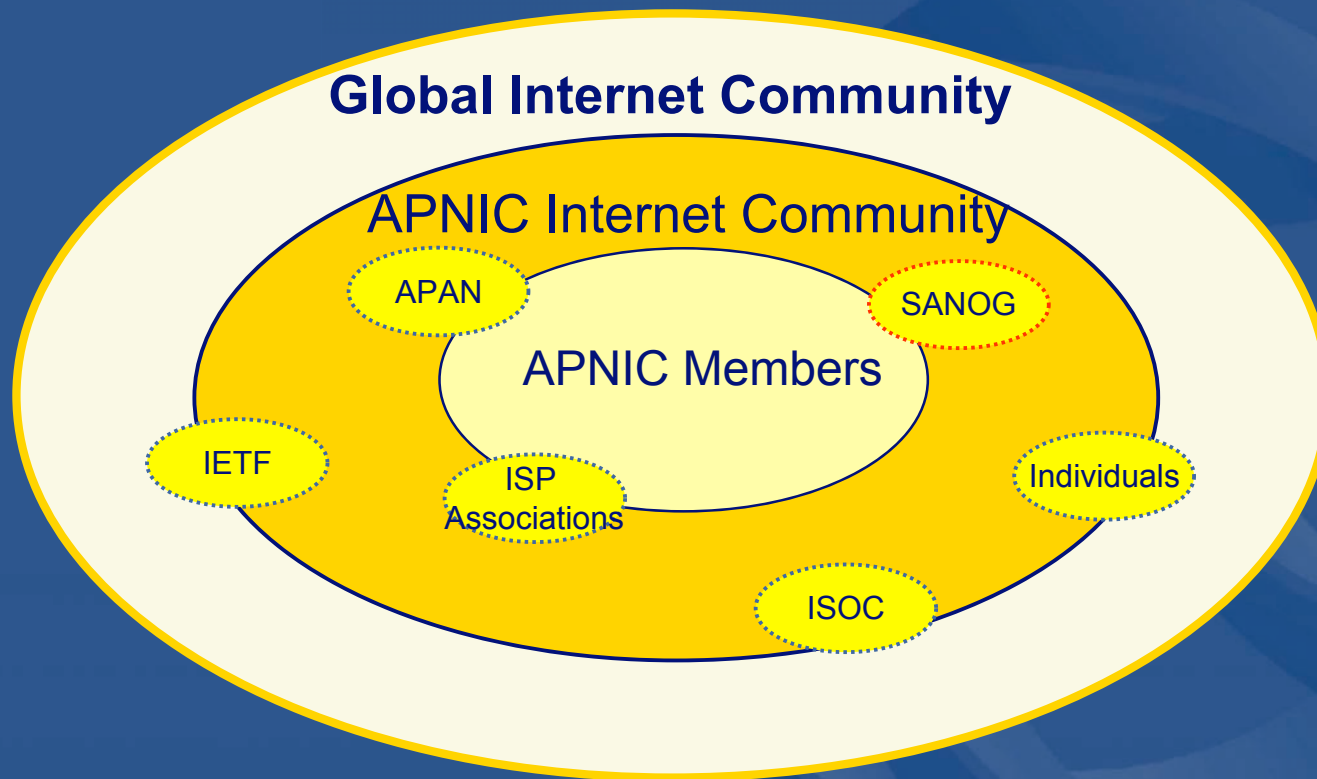 Global Internet Community
APNIC Internet Community
APAN
SANOG
APNIC Members
IETF
ISP
Associations
Individuals
ISOC